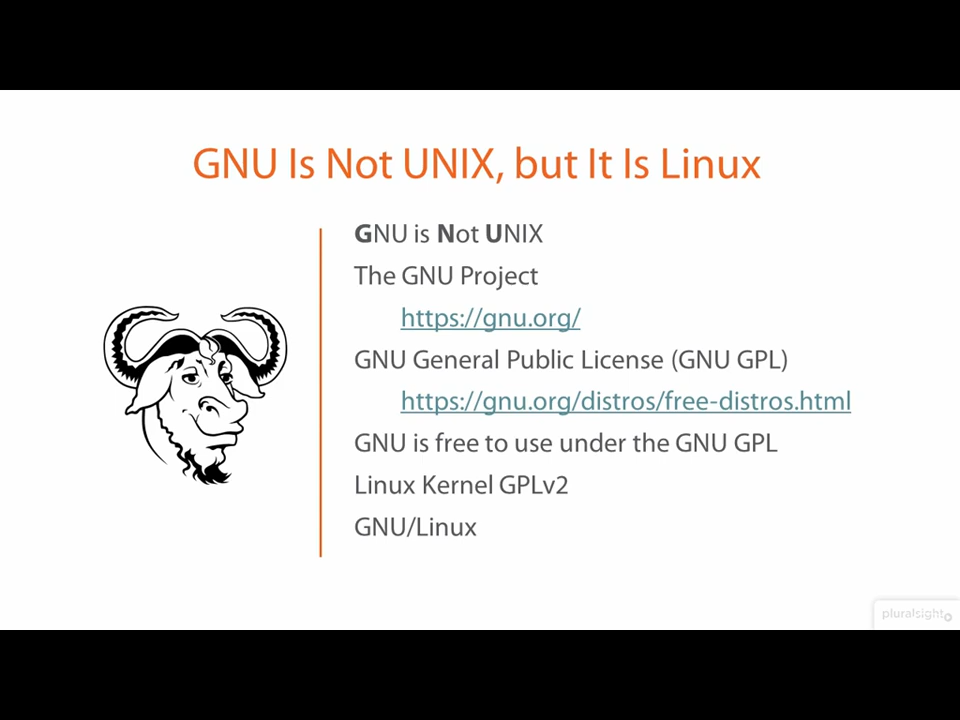 GNU Is Not UNIX, but It Is Linux
GNU is Not UNIX
The GNU Project
https://gnu.org/
GNU General Public License (GNU GPL)
https://gnu.org/distros/free-distros.html
GNU is free to use under the GNU GPL
Linux Kernel GPLv2
GNU/Linux
pluralsight